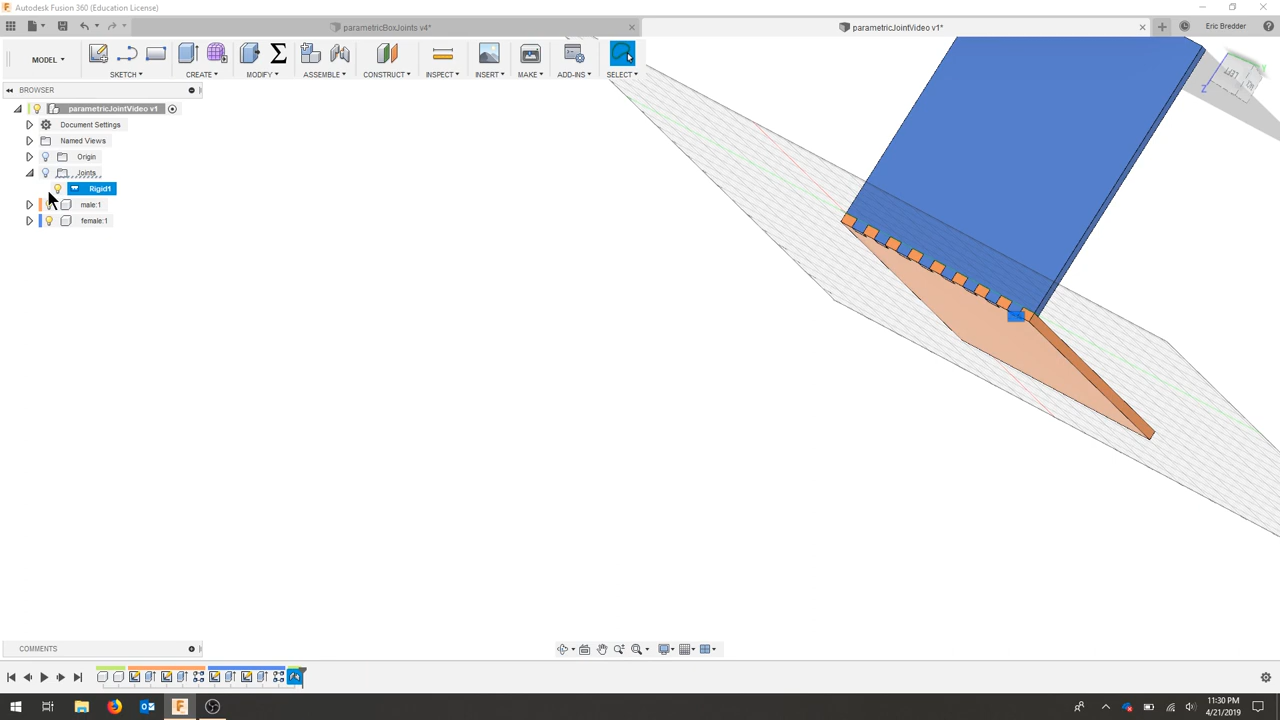 Autodesk Fusion 360 (Education License)
parametricBoxJoints v4*
parametricJointVideo v1*
Eric Bredder
MODEL
SKETCH
CREATE
MODIFY
ASSEMBLE
CONSTRUCT
INSPECT
INSERT
MAKE
ADD-INS
SELECT
BROWSER
parametricJointVideo v1
Document Settings
Named Views
Origin
Joints
Rigid1
male:1
female:1
LEFT
Z
COMMENTS
11:30 PM
4/21/2019